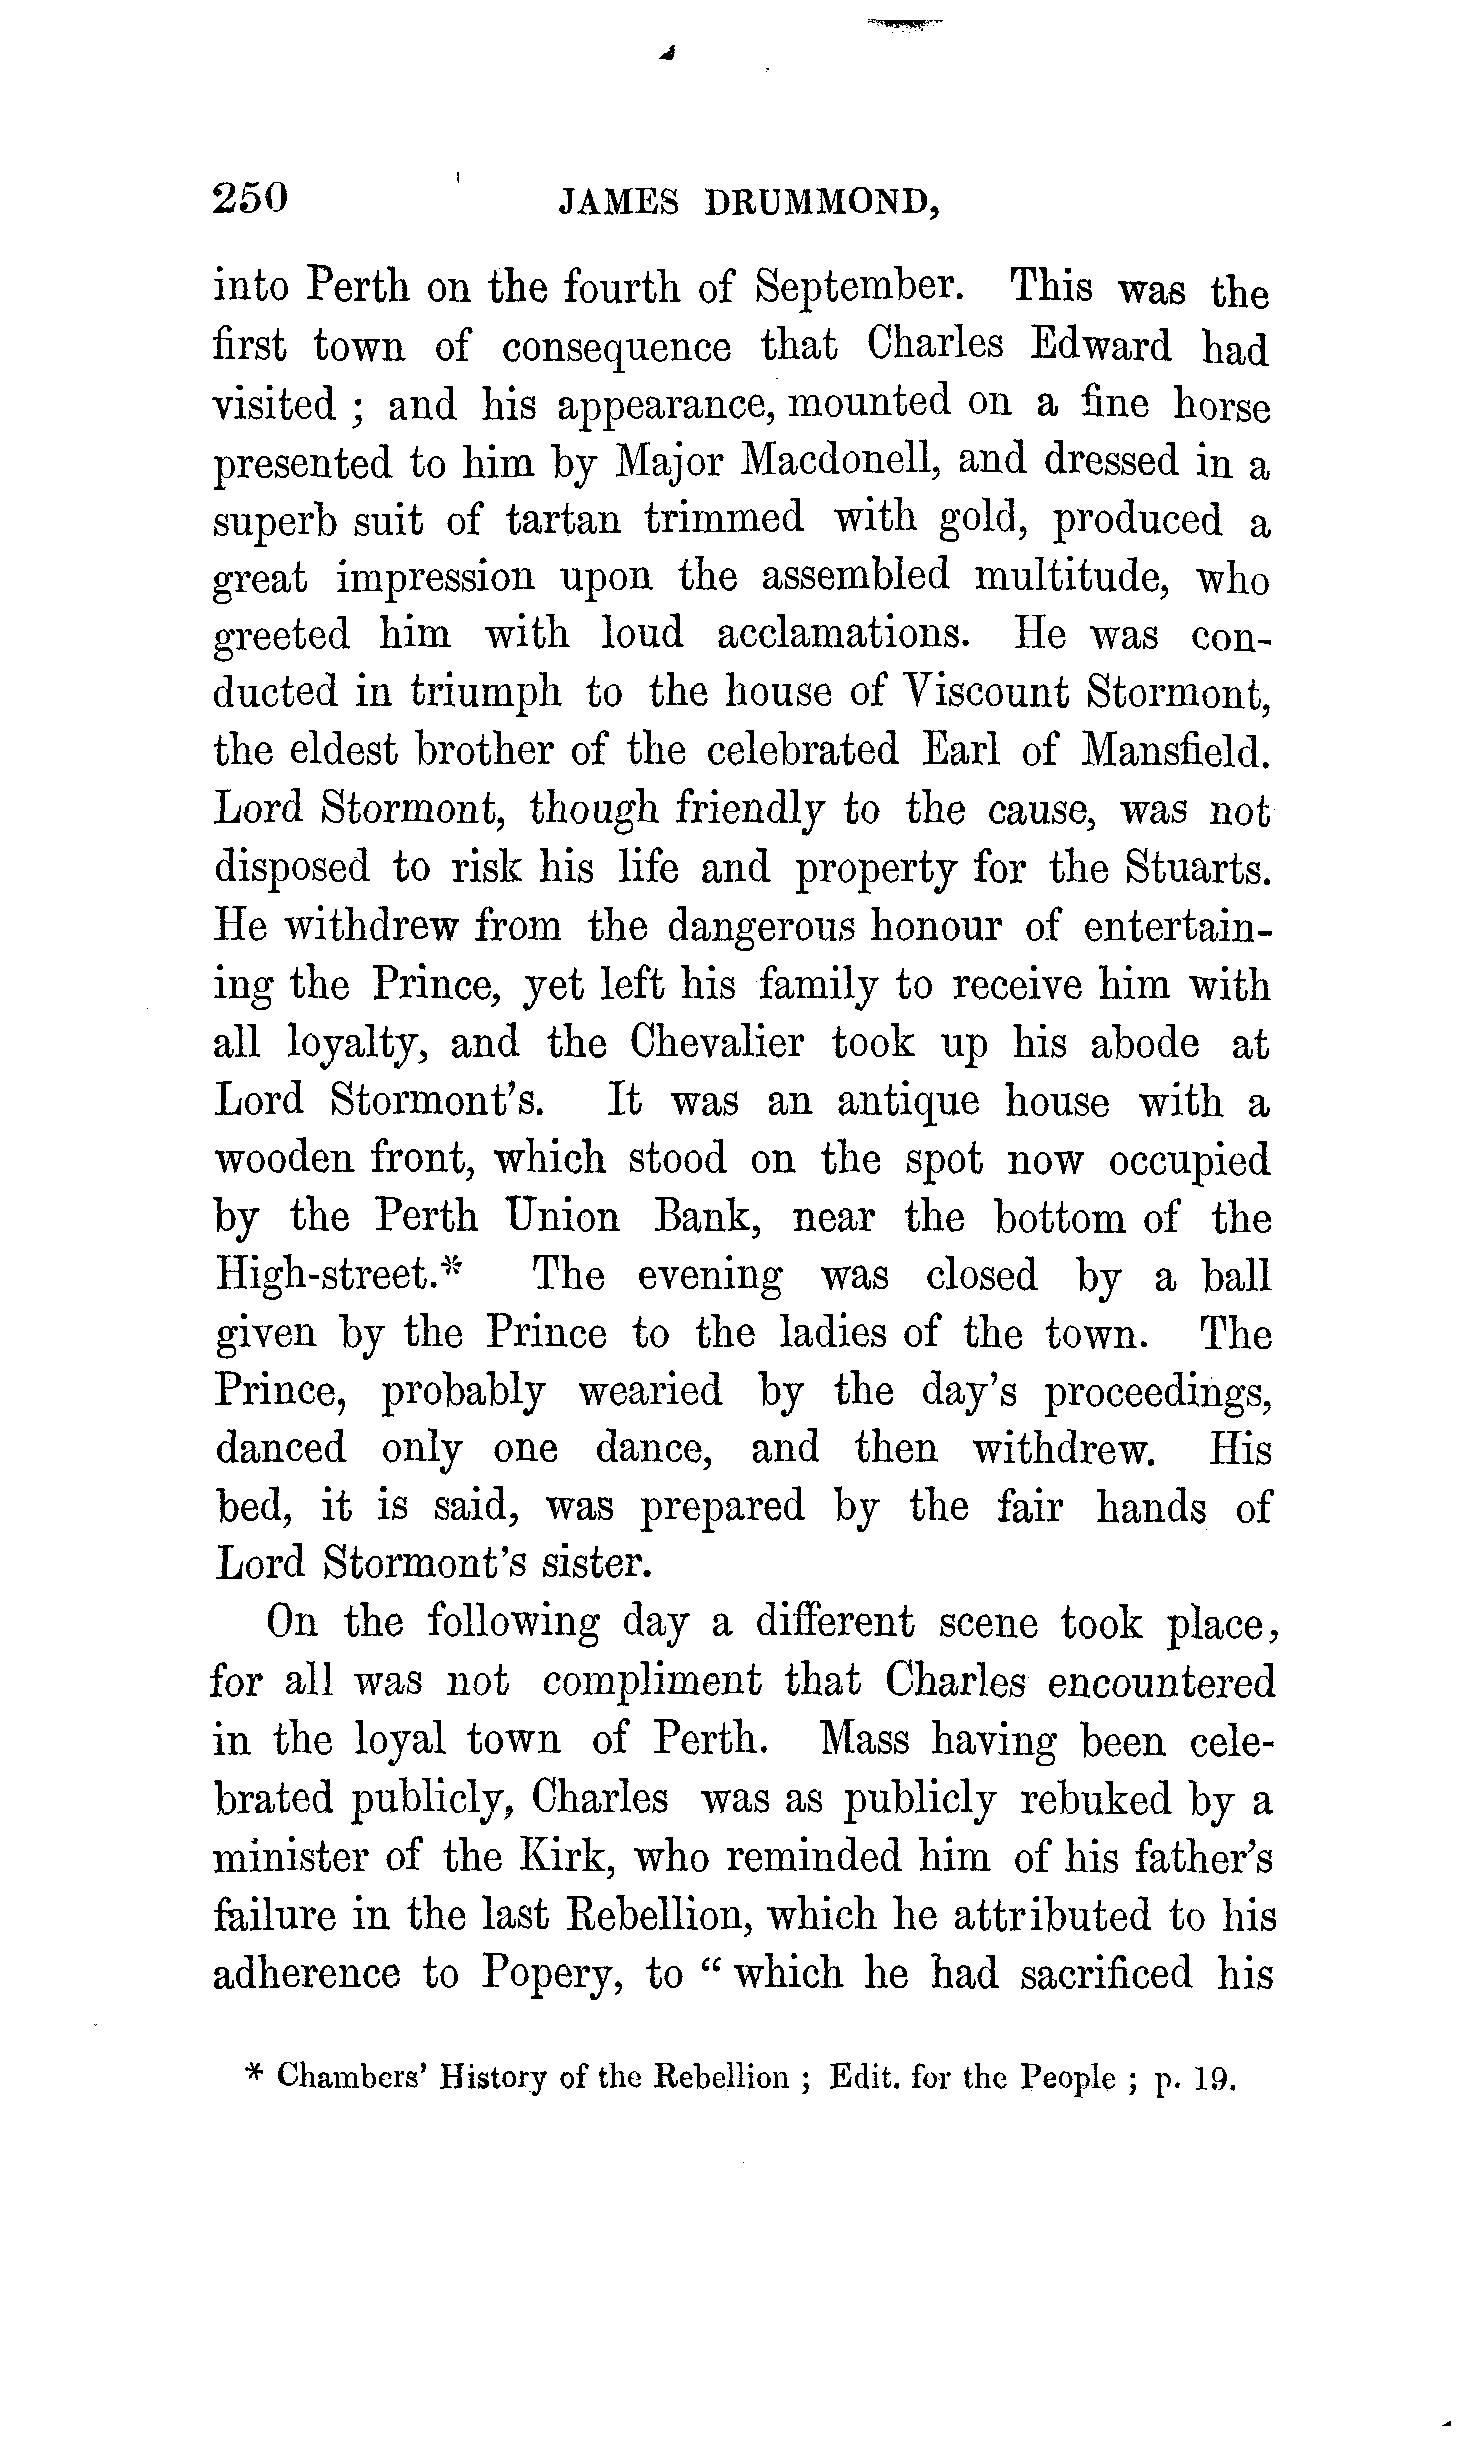 250 JAMES DRUMMOND,
into Perth on the fourth of September. This was the
first town of consequence that Charles Edward had
visited ; and his appearance, mounted on a fine horse
presented to him by Major Macdonell, and dressed in a
superb suit of tartan trimmed with gold, produced a
great impression upon the assembled multitude, who
greeted him with loud acclamations. He was con-
ducted in triumph to the house of Viscount Stormont,
the eldest brother of the celebrated Earl of Mansfield.
Lord Stormont, though friendly to the cause, was not
disposed to risk his life and property for the Stuarts.
He withdrew from the dangerous honour of entertain-
ing the Prince, yet left his family to receive him with
all loyalty, and the Chevalier took up his abode at
Lord Stormont's. It was an antique house with a
wooden front, which stood on the spot now occupied
by the Perth Union Bank, near the bottom of the
High-street.* The evening was closed by a ball
given by the Prince to the ladies of the town. The
Prince, probably wearied by the day's proceedings,
danced only one dance, and then withdrew. His
bed, it is said, was prepared by the fair hands of
Lord Stormont's sister.
On the following day a different scene took place,
for all was not compliment that Charles encountered
in the loyal town of Perth. Mass having been cele-
brated publicly, Charles was as publicly rebuked by a
minister of the Kirk, who reminded him of his father's
failure in the last Rebellion, which he attributed to his
adherence to Popery, to “ which he had sacrificed his
* Chambers' History of the Rebellion ; Edit. for the People ; p. 19.